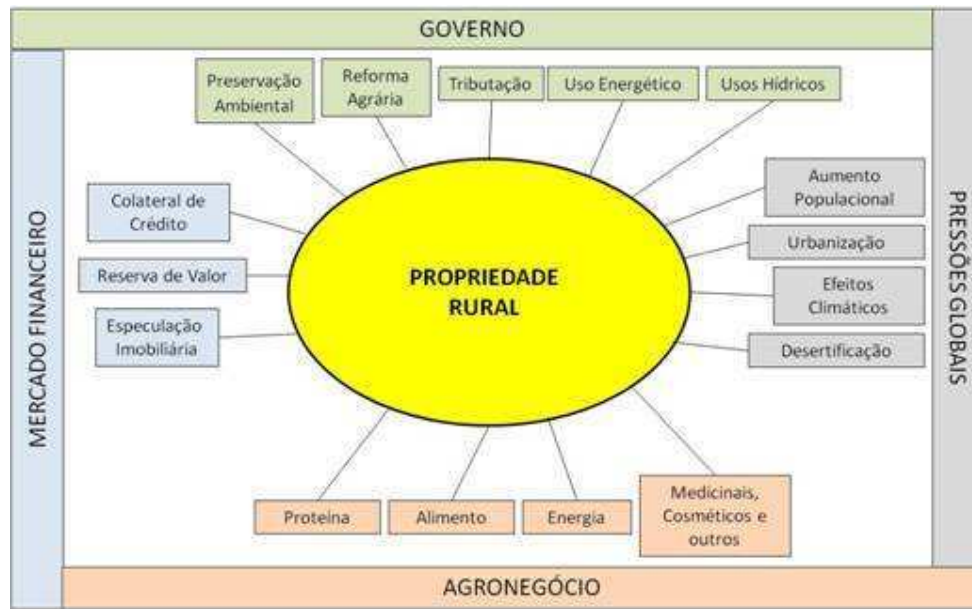 GOVERNO
Preservação
Ambiental
Reforma
Agrária
Tributação
Uso Energético
Usos Hídricos
MERCADO FINANCEIRO
Colateral de
Crédito
Reserva de Valor
Especulação
Imobiliária
PROPRIEDADE
RURAL
Aumento
Populacional
Urbanização
Efeitos
Climáticos
Desertificação
PRESSÕES GLOBAIS
Proteína
Alimento
Energia
Medicinais,
Cosméticos e
outros
AGRONEGÓCIO